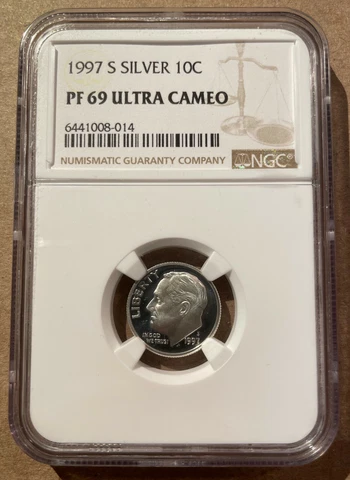 1997 S SILVER 10C
PF 69 ULTRA CAMEO
6441008-014
NUMISMATIC GUARANTY COMPANY
NGC
LIBERTY
IN GOD
WE TRUST
S
1997